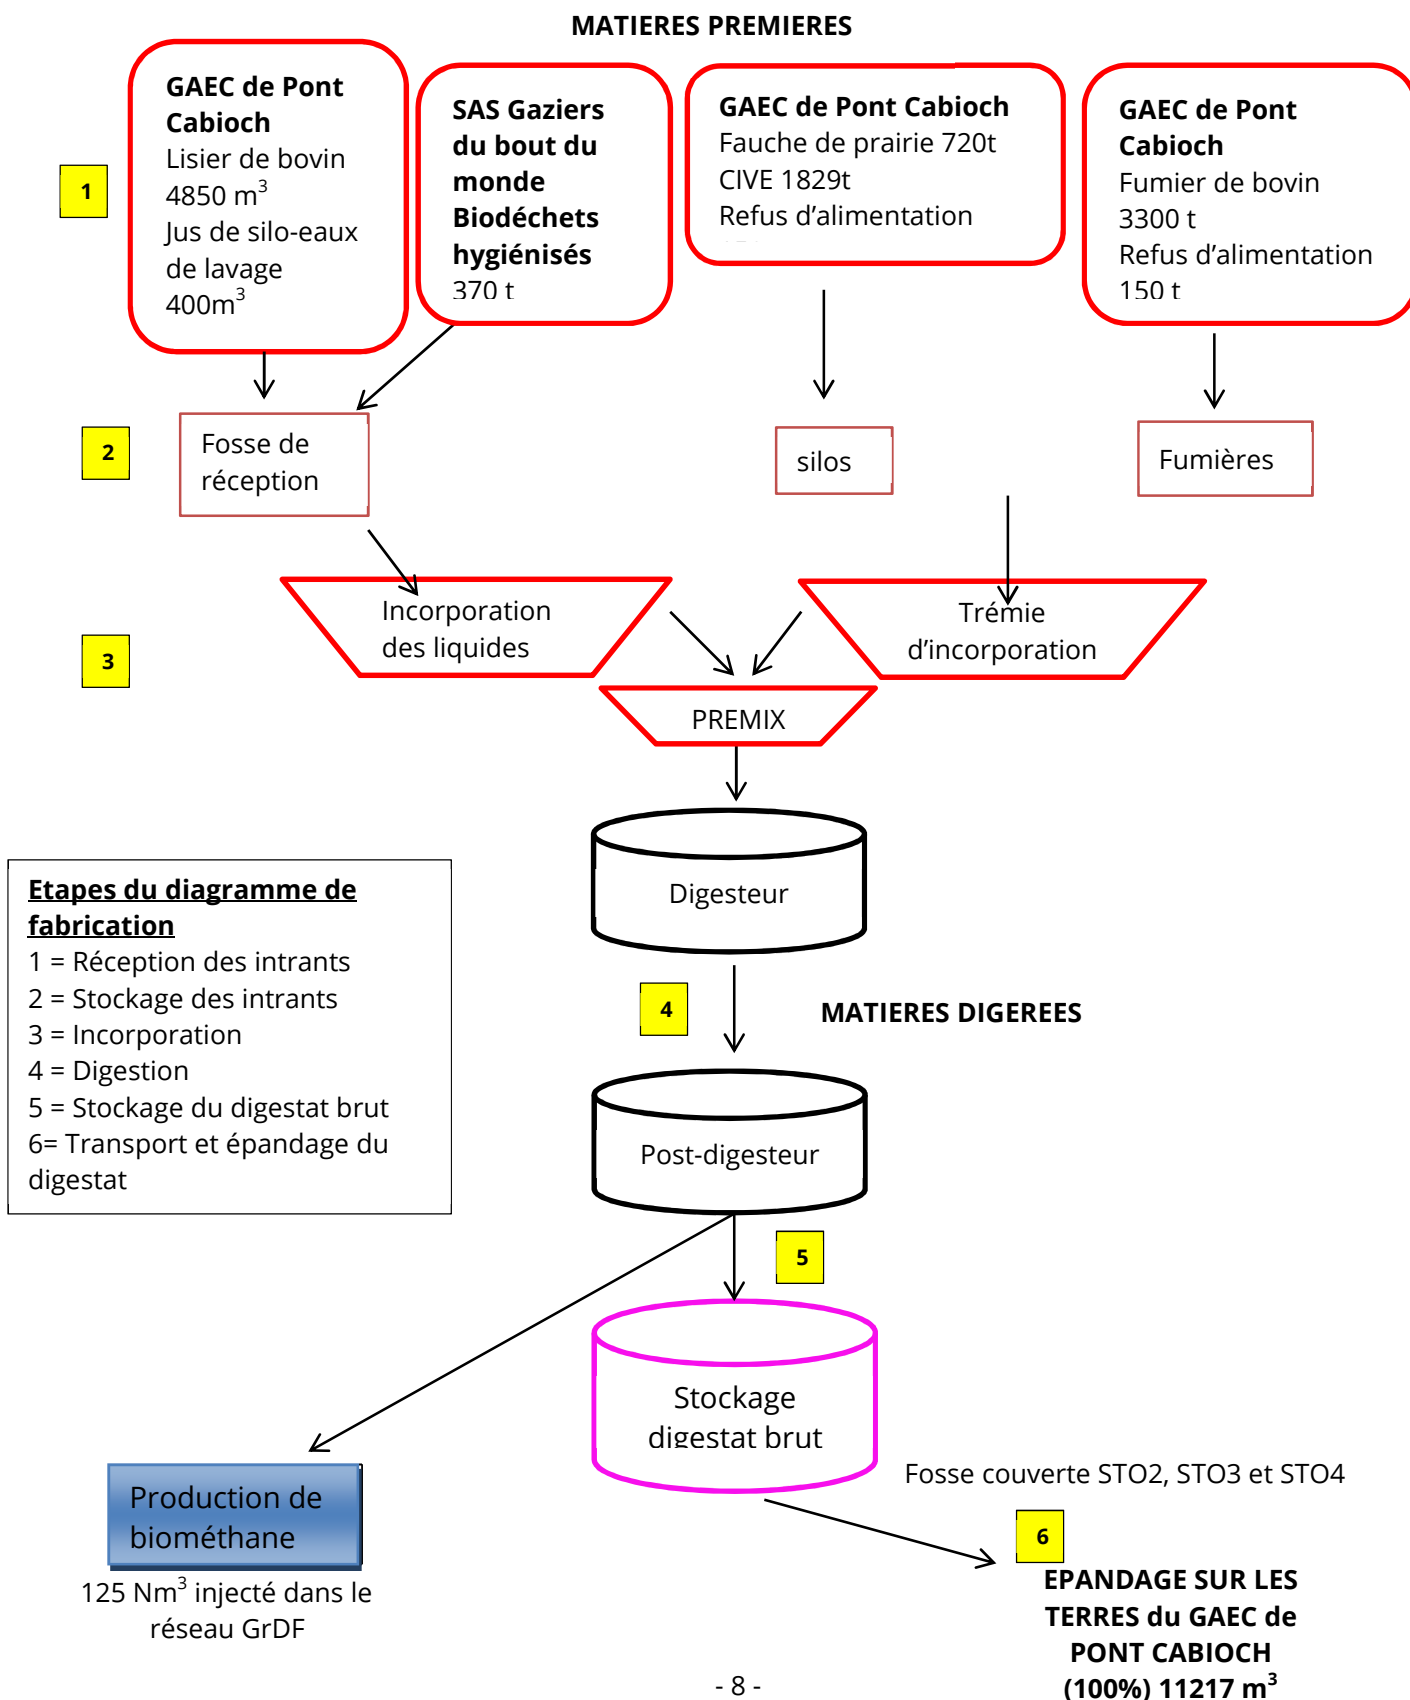 MATIERES PREMIERES
GAEC de Pont
Cabioch
Lisier de bovin
4850 m³
Jus de silo-eaux
de lavage
400m³
SAS Gaziers
du bout du
monde
Biodéchets
hygiénisés
370 t
GAEC de Pont Cabioch
Fauche de prairie 720t
CIVE 1829t
Refus d’alimentation
GAEC de Pont
Cabioch
Fumier de bovin
3300 t
Refus d’alimentation
150 t
1
2
Fosse de
réception
silos
Fumières
3
Incorporation
des liquides
Trémie
d’incorporation
PREMIX
Digesteur
Etapes du diagramme de
fabrication
1 = Réception des intrants
2 = Stockage des intrants
3 = Incorporation
4 = Digestion
5 = Stockage du digestat brut
6= Transport et épandage du
digestat
4
MATIERES DIGEREES
Post-digesteur
5
Stockage
digestat brut
Fosse couverte STO2, STO3 et STO4
Production de
biométhane
125 Nm³ injecté dans le
réseau GrDF
6
EPANDAGE SUR LES
TERRES du GAEC de
PONT CABIOCH
(100%) 11217 m³
- 8 -